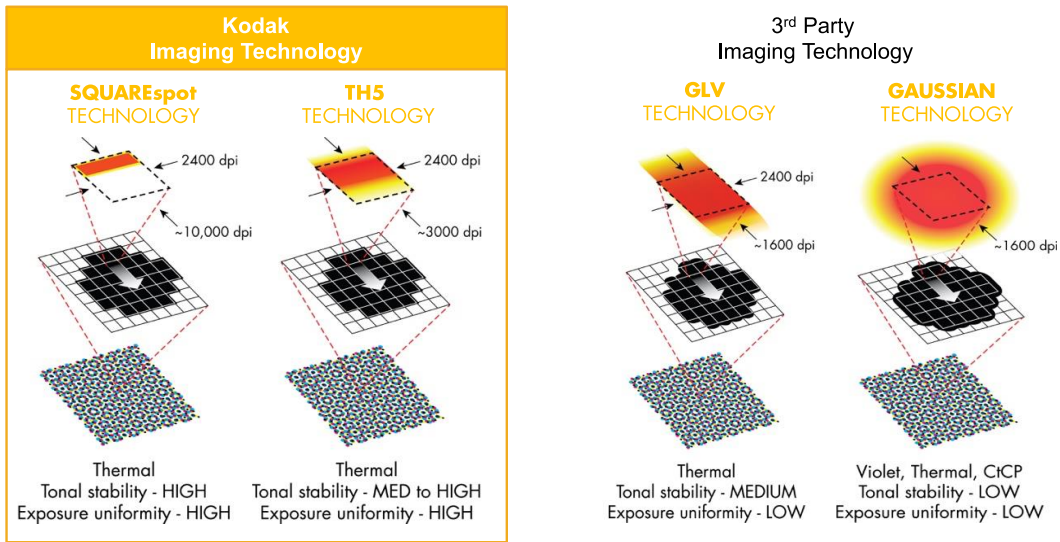 Kodak
Imaging Technology
3rd Party
Imaging Technology
SQUAREspot
TECHNOLOGY
2400 dpi
~10,000 dpi
Thermal
Tonal stability - HIGH
Exposure uniformity - HIGH
TH5
TECHNOLOGY
2400 dpi
~3000 dpi
Thermal
Tonal stability - MED to HIGH
Exposure uniformity - HIGH
GLV
TECHNOLOGY
2400 dpi
~1600 dpi
Thermal
Tonal stability - MEDIUM
Exposure uniformity - LOW
GAUSSIAN
TECHNOLOGY
~1600 dpi
Violet, Thermal, CtCP
Tonal stability - LOW
Exposure uniformity - LOW